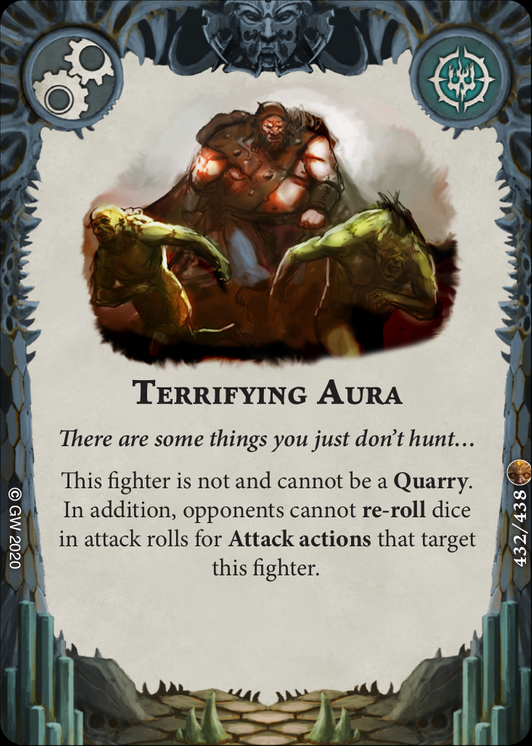 Terrifying Aura
There are some things you just don't hunt...
This fighter is not and cannot be a Quarry.
In addition, opponents cannot re-roll dice
in attack rolls for Attack actions that target
this fighter.
© GW 2020
432/438